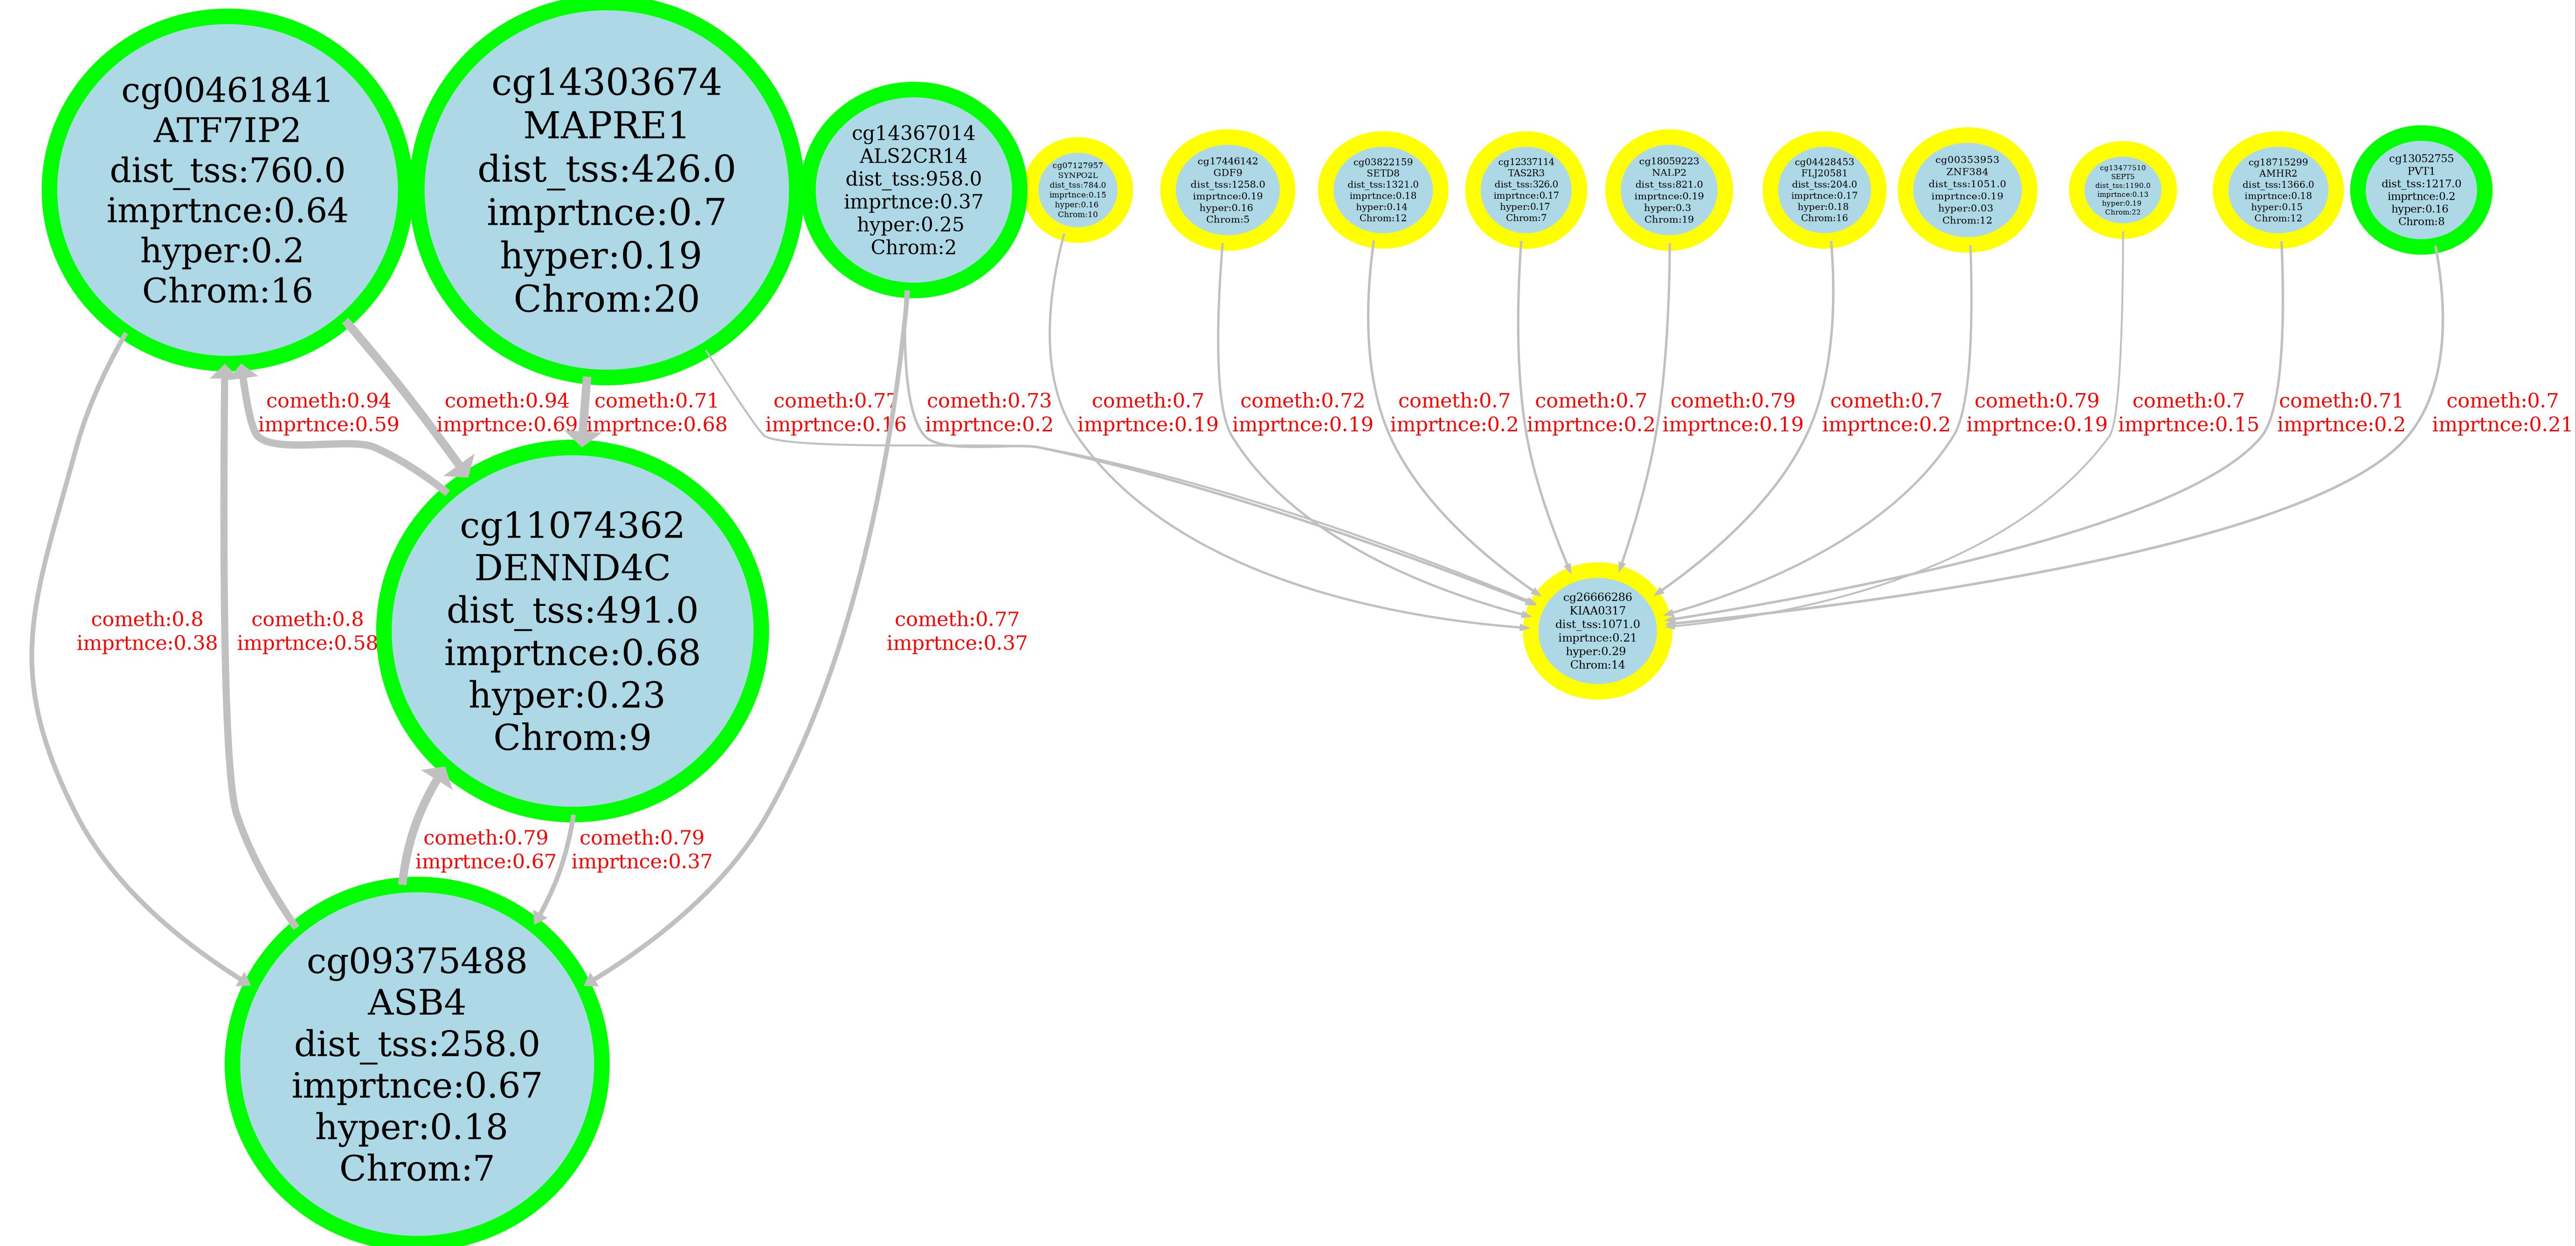 cg00461841
ATF7IP2
dist_tss:760.0
imprtnce:0.64
hyper:0.2
Chrom:16
cg14303674
MAPRE1
dist_tss:426.0
imprtnce:0.7
hyper:0.19
Chrom:20
cg14367014
ALS2CR14
dist_tss:958.0
imprtnce:0.37
hyper:0.25
Chrom:2
cg07127957
SYNPO2L
dist_tss:784.0
imprtnce:0.15
hyper:0.16
Chrom:10
cg17446142
GDF9
dist_tss:1258.0
imprtnce:0.19
hyper:0.16
Chrom:5
cg03822159
SETD8
dist_tss:1321.0
imprtnce:0.18
hyper:0.14
Chrom:12
cg12337114
TAS2R3
dist_tss:326.0
imprtnce:0.17
hyper:0.17
Chrom:7
cg18059223
NALP2
dist_tss:821.0
imprtnce:0.19
hyper:0.3
Chrom:19
cg04428453
FLJ20581
dist_tss:204.0
imprtnce:0.17
hyper:0.18
Chrom:16
cg00353953
ZNF384
dist_tss:1051.0
imprtnce:0.19
hyper:0.03
Chrom:12
cg13477510
SEPT5
dist_tss:1190.0
imprtnce:0.13
hyper:0.19
Chrom:22
cg18715299
AMHR2
dist_tss:1366.0
imprtnce:0.18
hyper:0.15
Chrom:12
cg13052755
PVT1
dist_tss:1217.0
imprtnce:0.2
hyper:0.16
Chrom:8
cometh:0.94
imprtnce:0.59
cometh:0.94
imprtnce:0.69
cometh:0.71
imprtnce:0.68
cometh:0.77
imprtnce:0.16
cometh:0.73
imprtnce:0.2
cometh:0.7
imprtnce:0.19
cometh:0.72
imprtnce:0.19
cometh:0.7
imprtnce:0.2
cometh:0.7
imprtnce:0.2
cometh:0.79
imprtnce:0.19
cometh:0.7
imprtnce:0.2
cometh:0.79
imprtnce:0.19
cometh:0.7
imprtnce:0.15
cometh:0.71
imprtnce:0.2
cometh:0.7
imprtnce:0.21
cg11074362
DENND4C
dist_tss:491.0
imprtnce:0.68
hyper:0.23
Chrom:9
cg26666286
KIAA0317
dist_tss:1071.0
imprtnce:0.21
hyper:0.29
Chrom:14
cometh:0.8
imprtnce:0.38
cometh:0.8
imprtnce:0.58
cometh:0.77
imprtnce:0.37
cometh:0.79
imprtnce:0.67
cometh:0.79
imprtnce:0.37
cg09375488
ASB4
dist_tss:258.0
imprtnce:0.67
hyper:0.18
Chrom:7